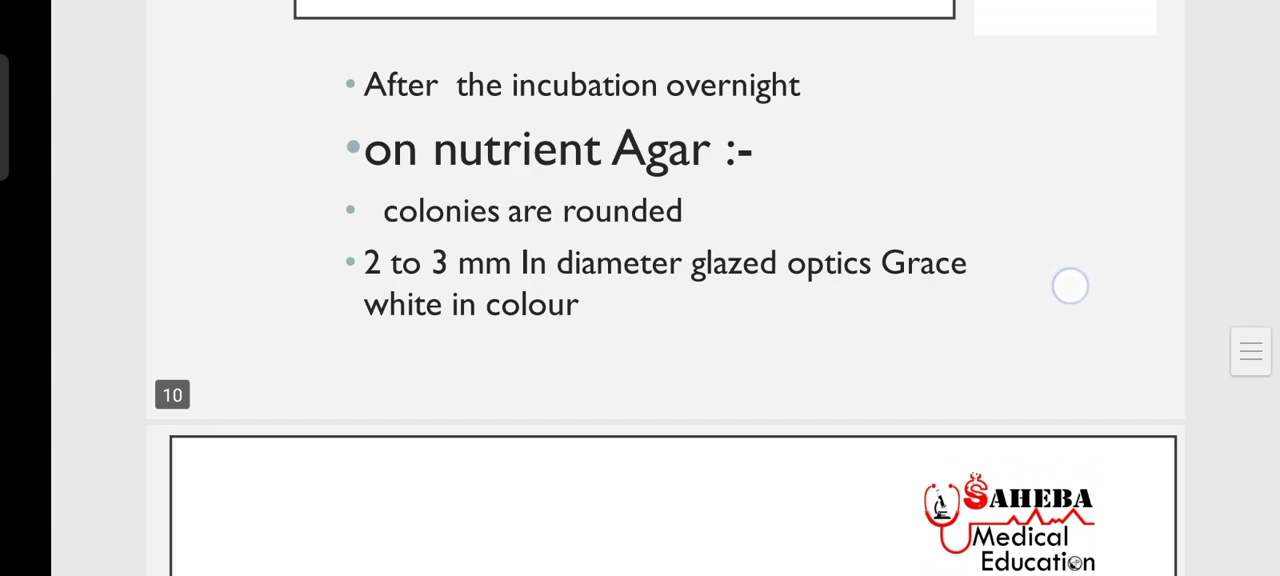 After the incubation overnight
on nutrient Agar :-
colonies are rounded
2 to 3 mm In diameter glazed optics Grace
white in colour
10
SAHEBA
Medical
Education